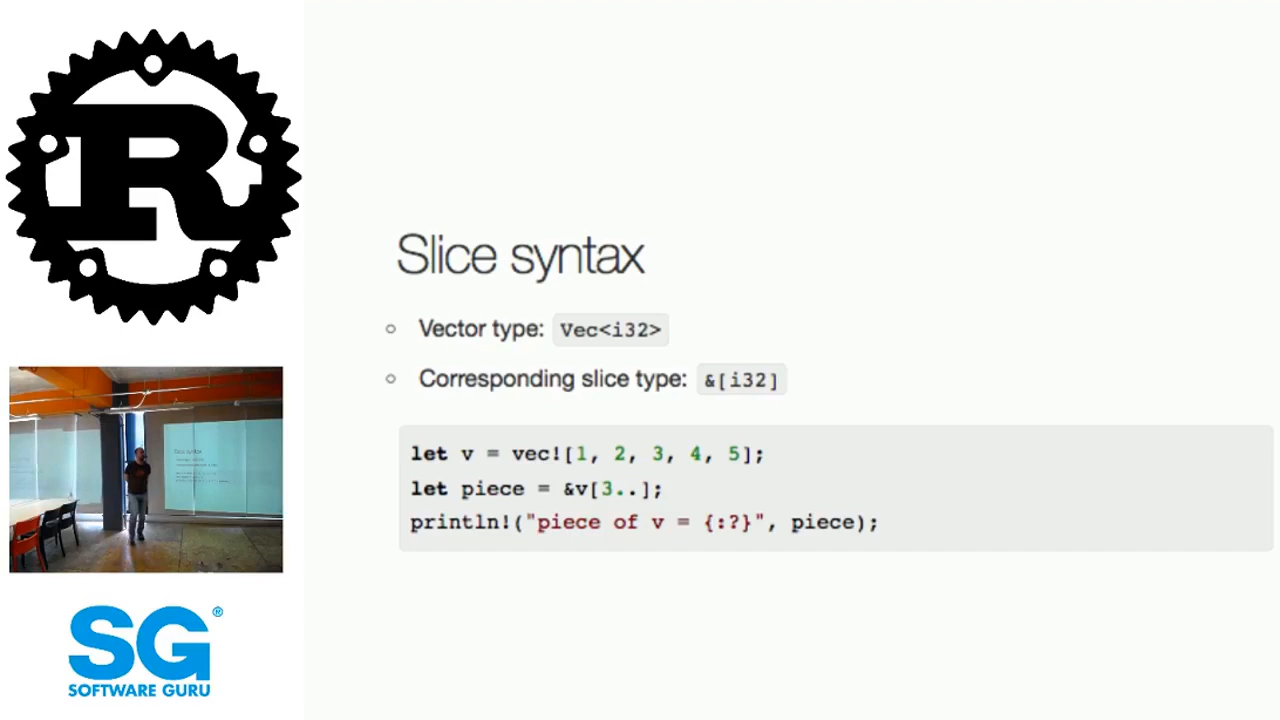 R
SG®
SOFTWARE GURU
Slice syntax
Vector type: Vec<i32>
Corresponding slice type: &[i32]
let v = vec![1, 2, 3, 4, 5];
let piece = &v[3..];
println!("piece of v = {:?}", piece);